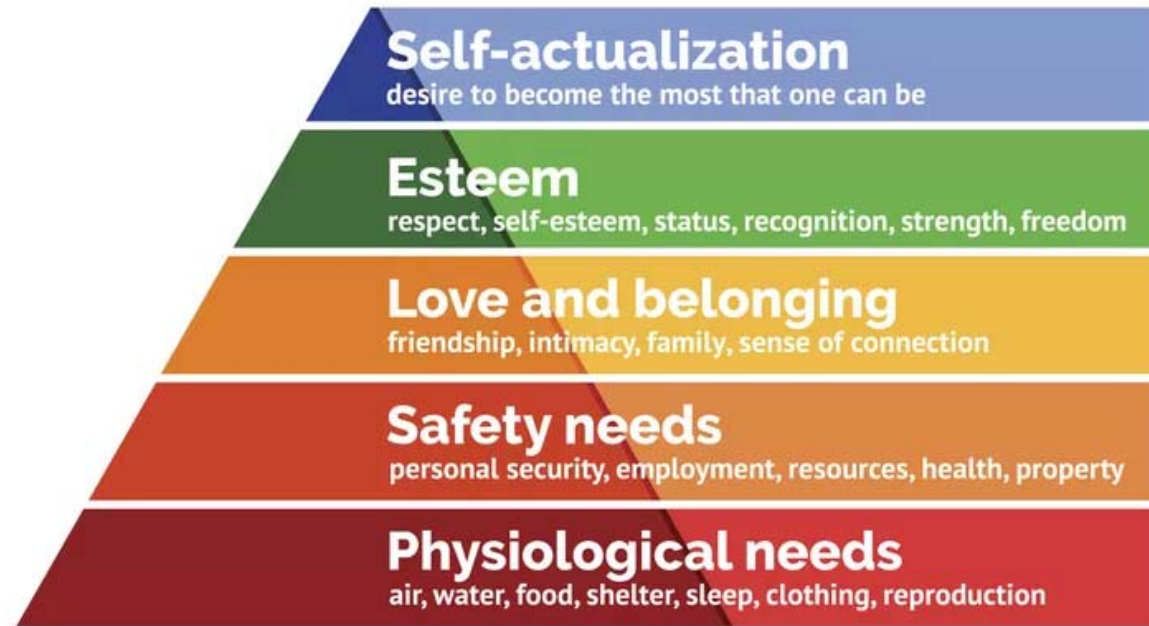 Self-actualization
desire to become the most that one can be
Esteem
respect, self-esteem, status, recognition, strength, freedom
Love and belonging
friendship, intimacy, family, sense of connection
Safety needs
personal security, employment, resources, health, property
Physiological needs
air, water, food, shelter, sleep, clothing, reproduction